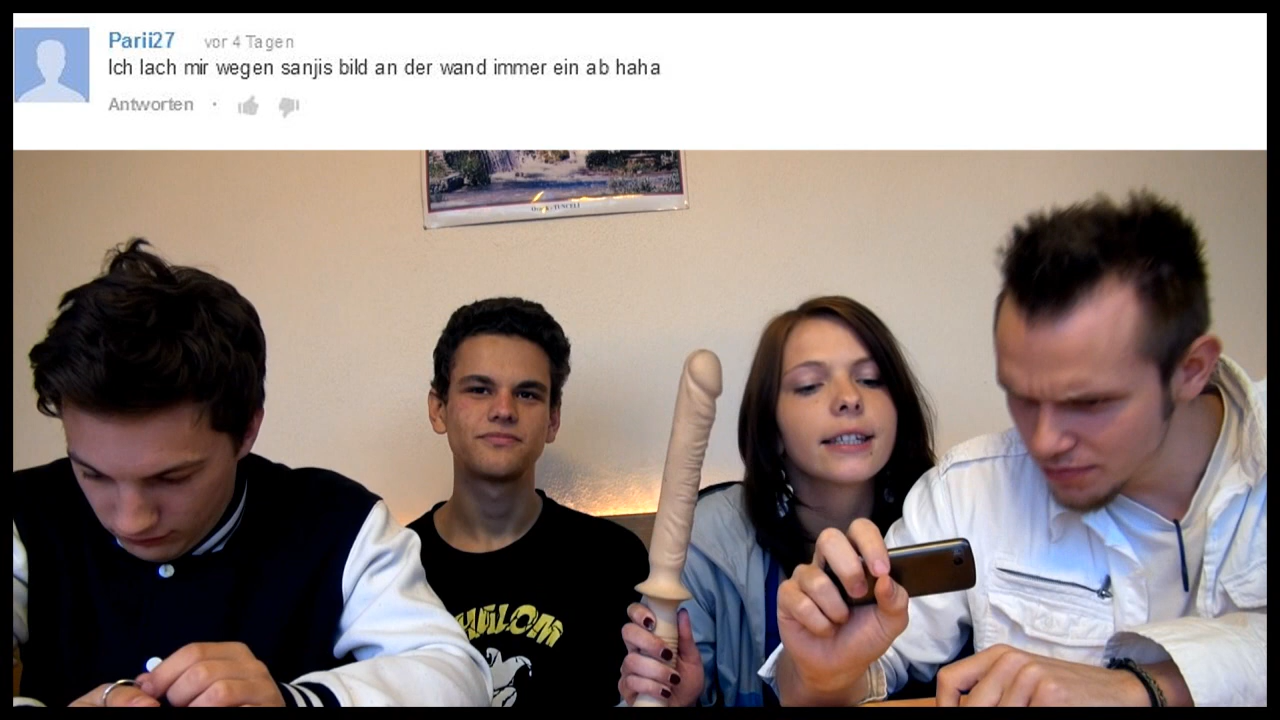 Parii27 vor 4 Tagen
Ich lach mir wegen sanjis bild an der wand immer ein ab haha
Antworten